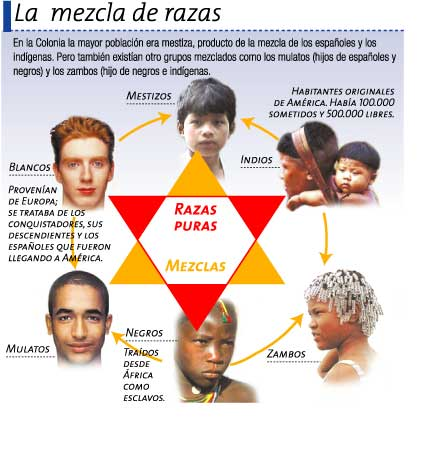 La mezcla de razas
En la Colonia la mayor población era mestiza, producto de la mezcla de los españoles y los
indígenas. Pero también existían otro grupos mezclados como los mulatos (hijos de españoles y
negros) y los zambos (hijo de negros e indígenas.
MESTIZOS
HABITANTES ORIGINALES
DE AMÉRICA. HABÍA 100.000
SOMETIDOS Y 500.000 LIBRES.
INDIOS
BLANCOS
PROVENÍAN
DE EUROPA;
SE TRATABA DE LOS
CONQUISTADORES, SUS
DESCENDIENTES Y LOS
ESPAÑOLES QUE FUERON
LLEGANDO A AMÉRICA.
RAZAS
PURAS
MEZCLAS
MULATOS
NEGROS
TRAÍDOS
DESDE
ÁFRICA
COMO
ESCLAVOS.
ZAMBOS